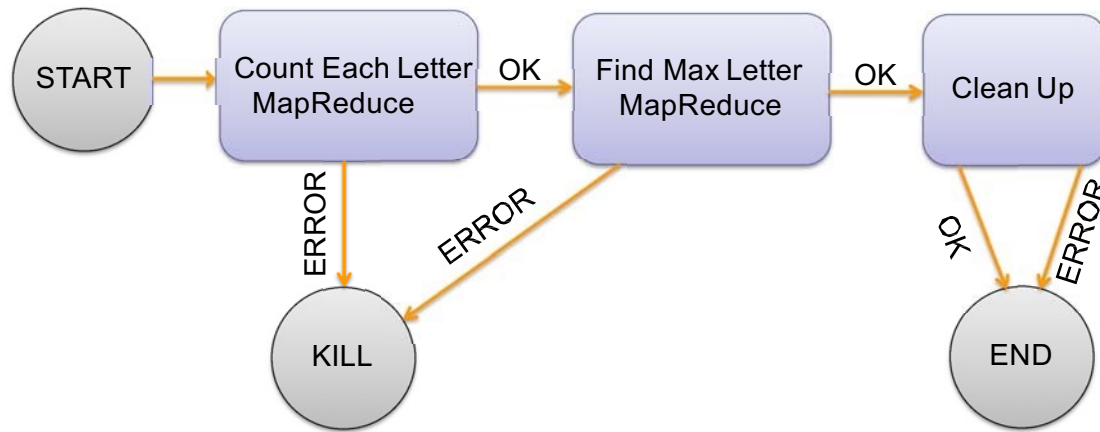 START
Count Each Letter
MapReduce
OK
Find Max Letter
MapReduce
OK
Clean Up
ERROR
ERROR
OK
ERROR
KILL
END